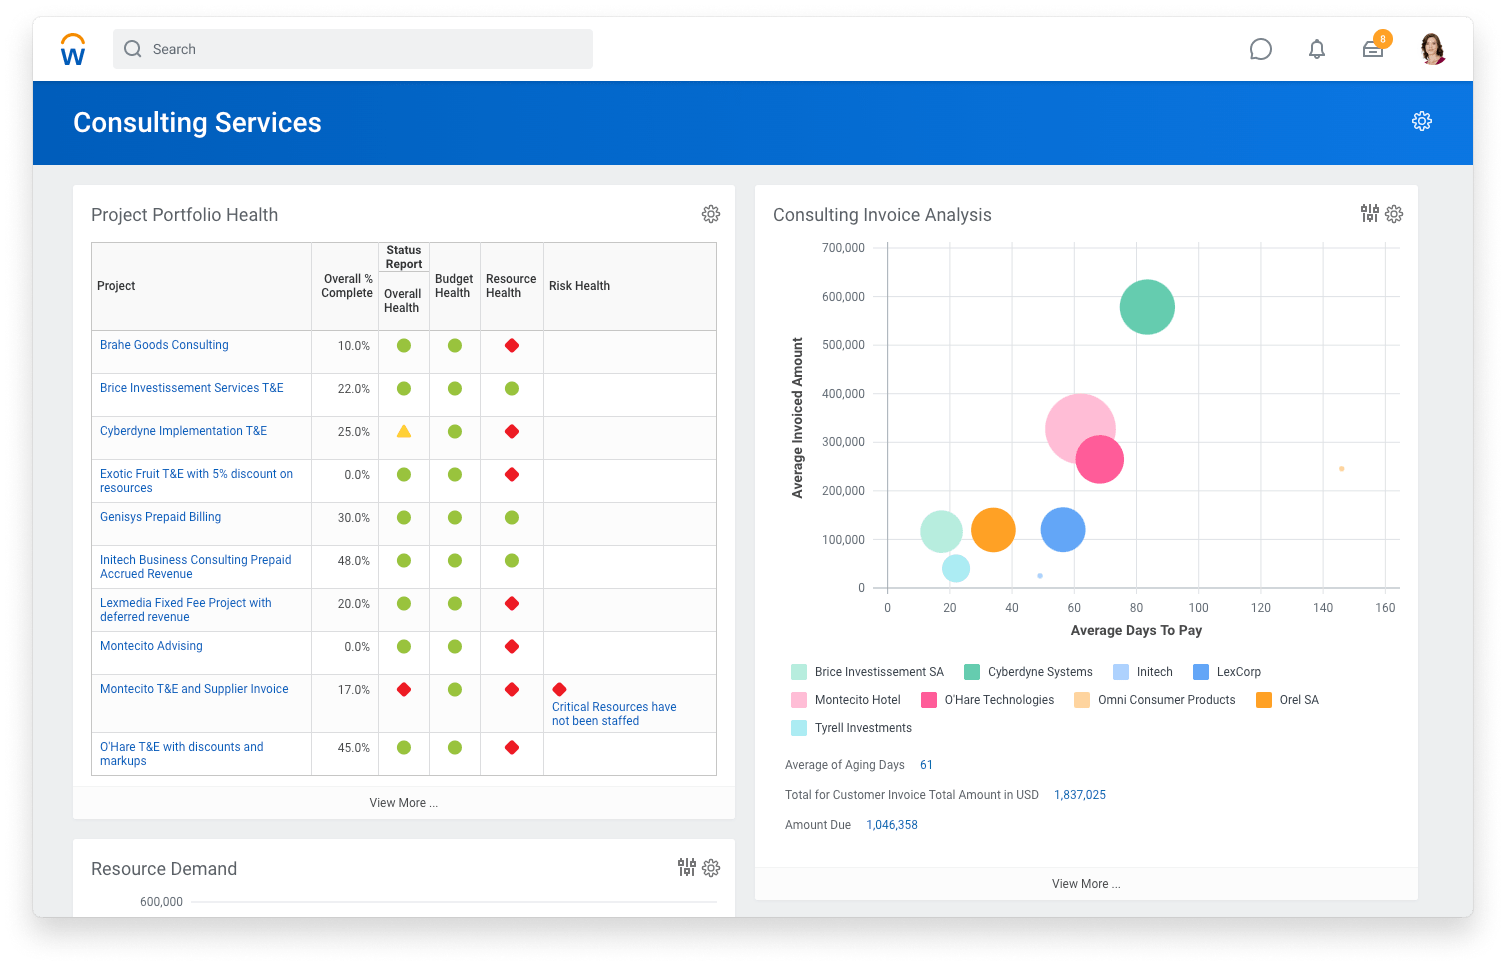 W
Search
8
Consulting Services
Project Portfolio Health
Project
Overall %
Complete
Status
Report
Overall
Health
Budget
Health
Resource
Health
Risk Health
Brahe Goods Consulting 10.0%
Brice Investissement Services T&E 22.0%
Cyberdyne Implementation T&E 25.0%
Exotic Fruit T&E with 5% discount on
resources 0.0%
Genisys Prepaid Billing 30.0%
Initech Business Consulting Prepaid
Accrued Revenue 48.0%
Lexmedia Fixed Fee Project with
deferred revenue 20.0%
Montecito Advising 0.0%
Montecito T&E and Supplier Invoice 17.0%
Critical Resources have
not been staffed
O'Hare T&E with discounts and
markups 45.0%
View More ...
Resource Demand
600,000
Consulting Invoice Analysis
Average Invoiced Amount
700,000
600,000
500,000
400,000
300,000
200,000
100,000
0
0 20 40 60 80 100 120 140 160
Average Days To Pay
Brice Investissement SA Cyberdyne Systems Initech LexCorp
Montecito Hotel O'Hare Technologies Omni Consumer Products Orel SA
Tyrell Investments
Average of Aging Days 61
Total for Customer Invoice Total Amount in USD 1,837,025
Amount Due 1,046,358
View More ...